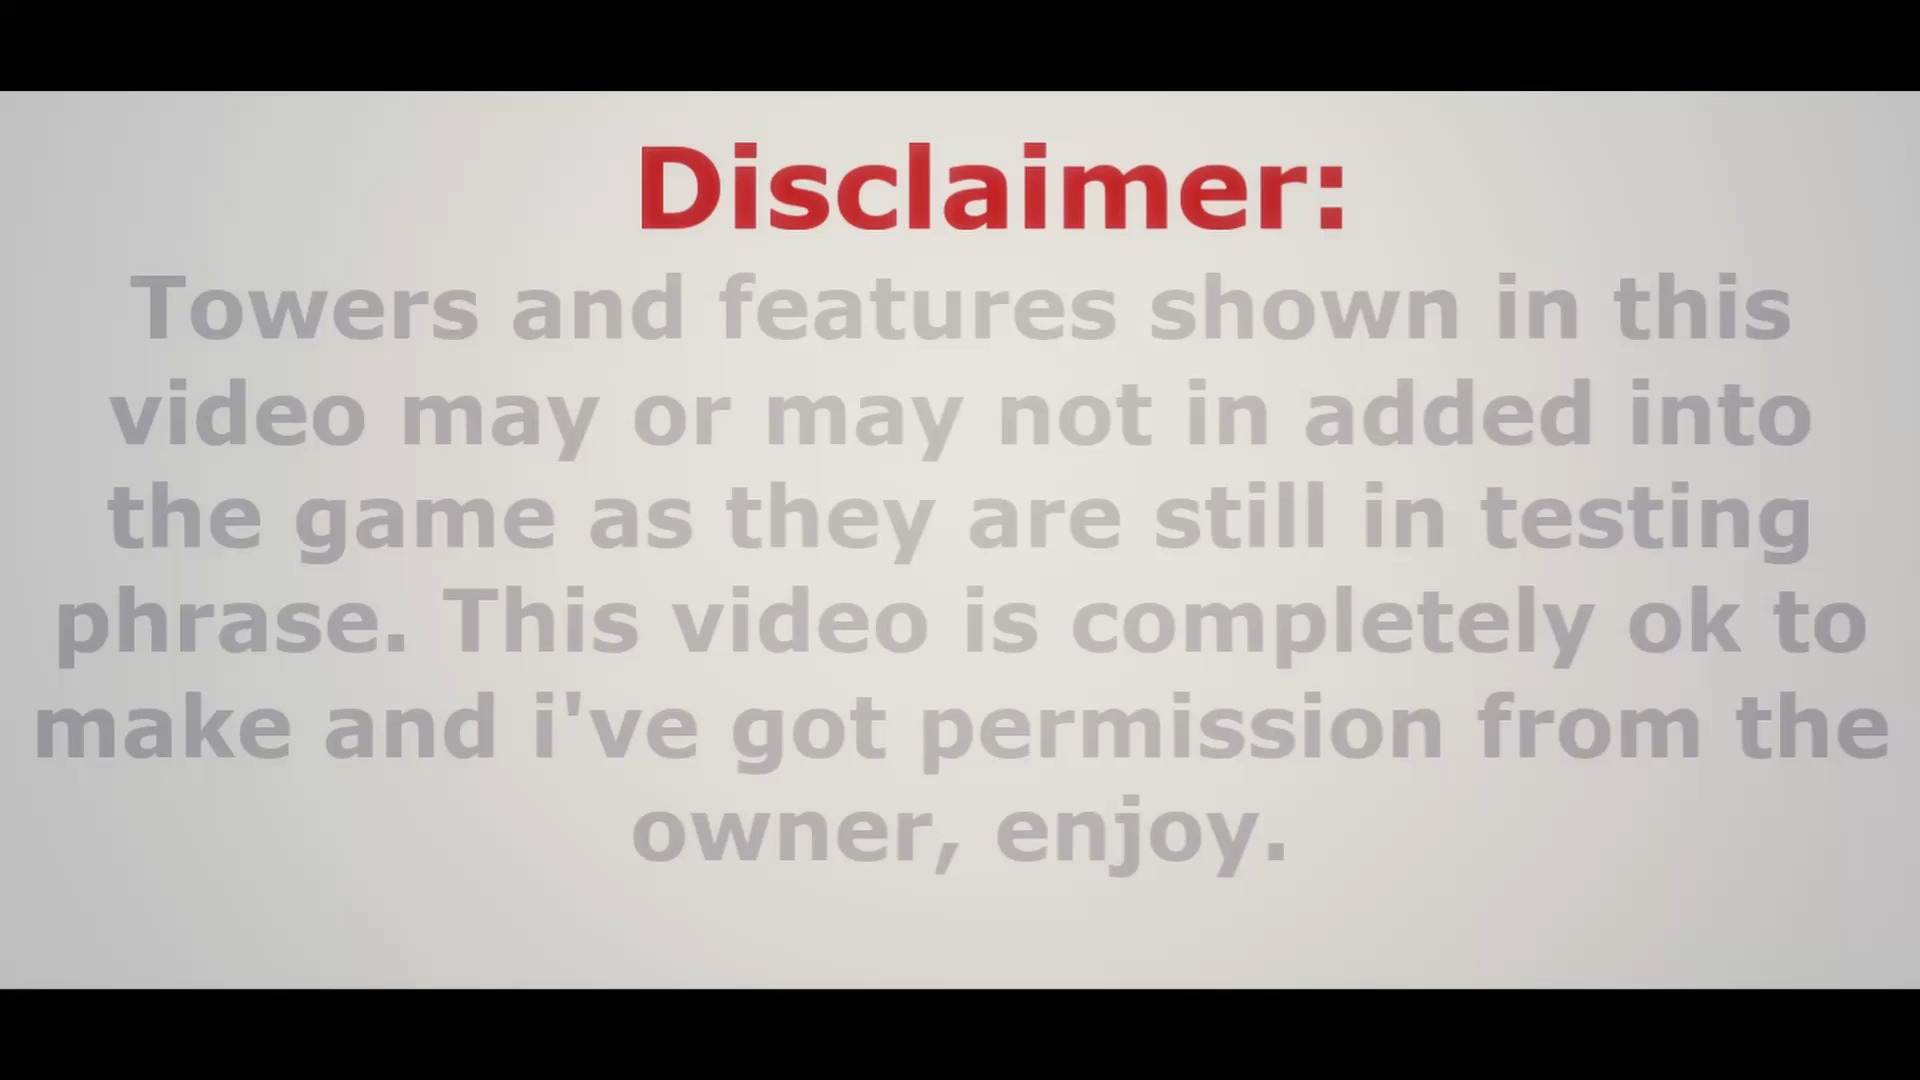 Disclaimer:
Towers and features shown in this
video may or may not in added into
the game as they are still in testing
phrase. This video is completely ok to
make and i've got permission from the
owner, enjoy.